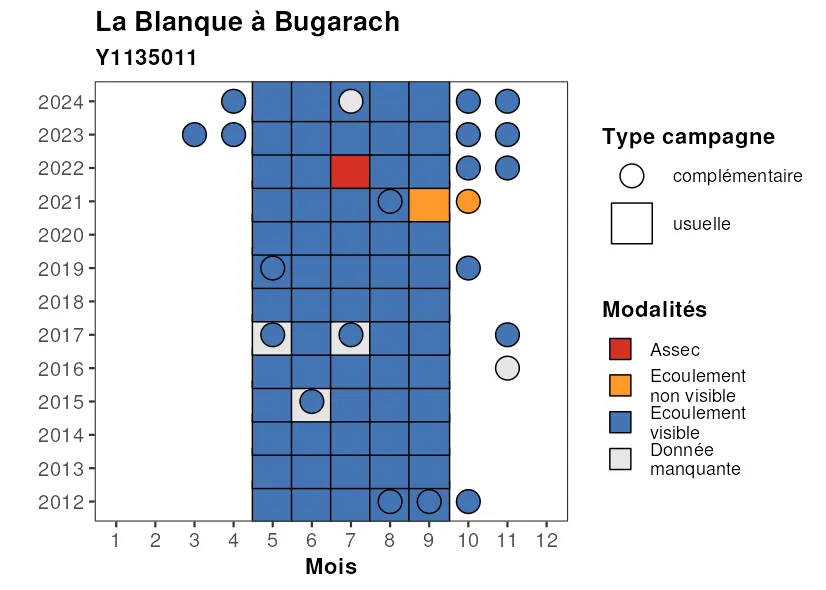 La Blanque à Bugarach
Y1135011
2024
2023
2022
2021
2020
2019
2018
2017
2016
2015
2014
2013
2012
1 2 3 4 5 6 7 8 9 10 11 12
Mois
Type campagne
complémentaire
usuelle
Modalités
Assec
Ecoulement
non visible
Ecoulement
visible
Donnée
manquante